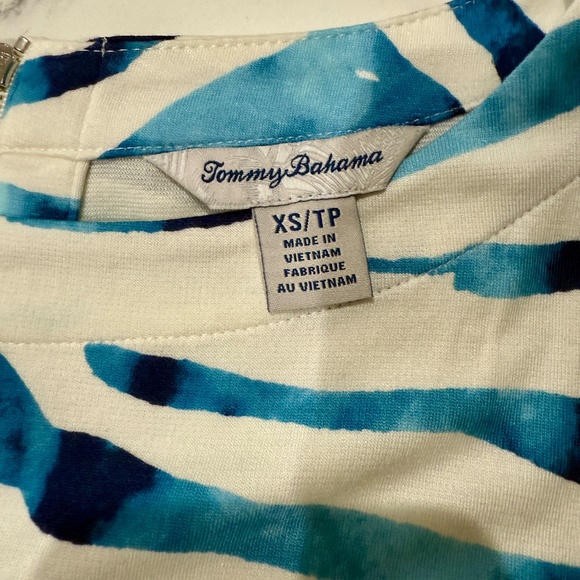 Tommy Bahama
XS/TP
MADE IN
VIETNAM
FABRIQUE
AU VIETNAM